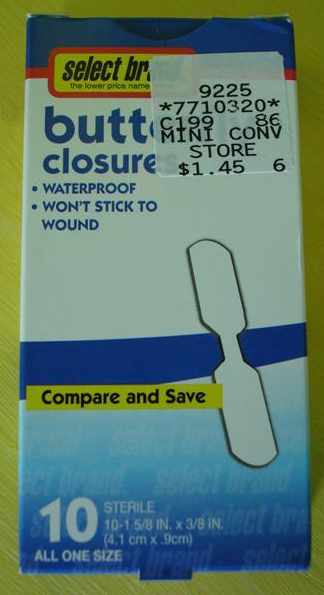 select
the lower price name
9225
*7710320*
C199 86
MINI CONV
STORE
$1.45 6
closures
• WATERPROOF
• WON'T STICK TO
WOUND
Compare and Save
10 STERILE
10-1 5/8 IN. x 3/8 IN.
(4.1 cm x .9cm)
ALL ONE SIZE
select brand